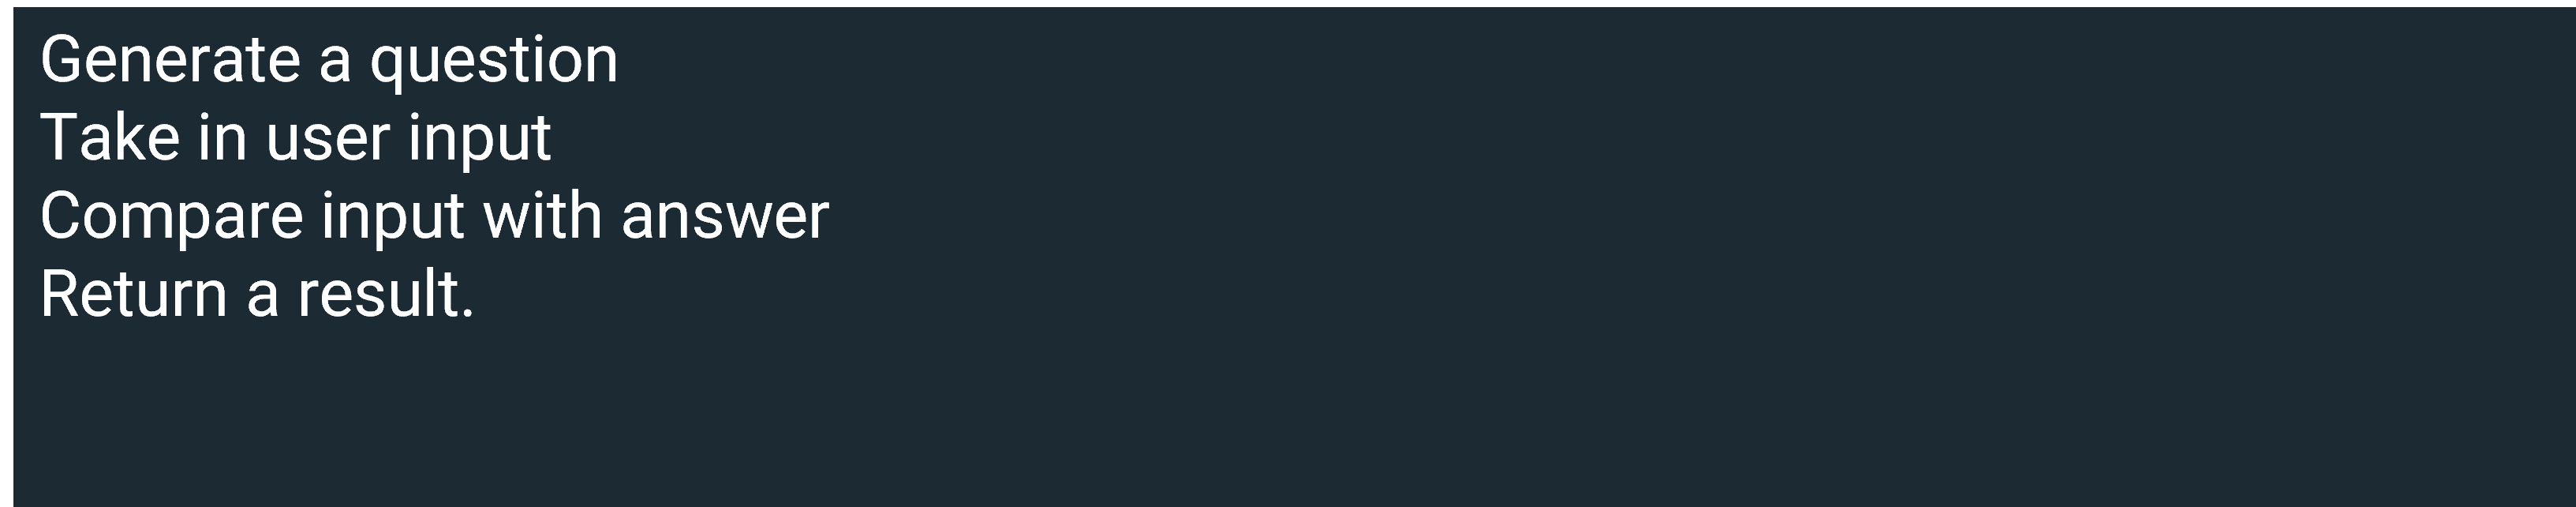 Generate a question
Take in user input
Compare input with answer
Return a result.